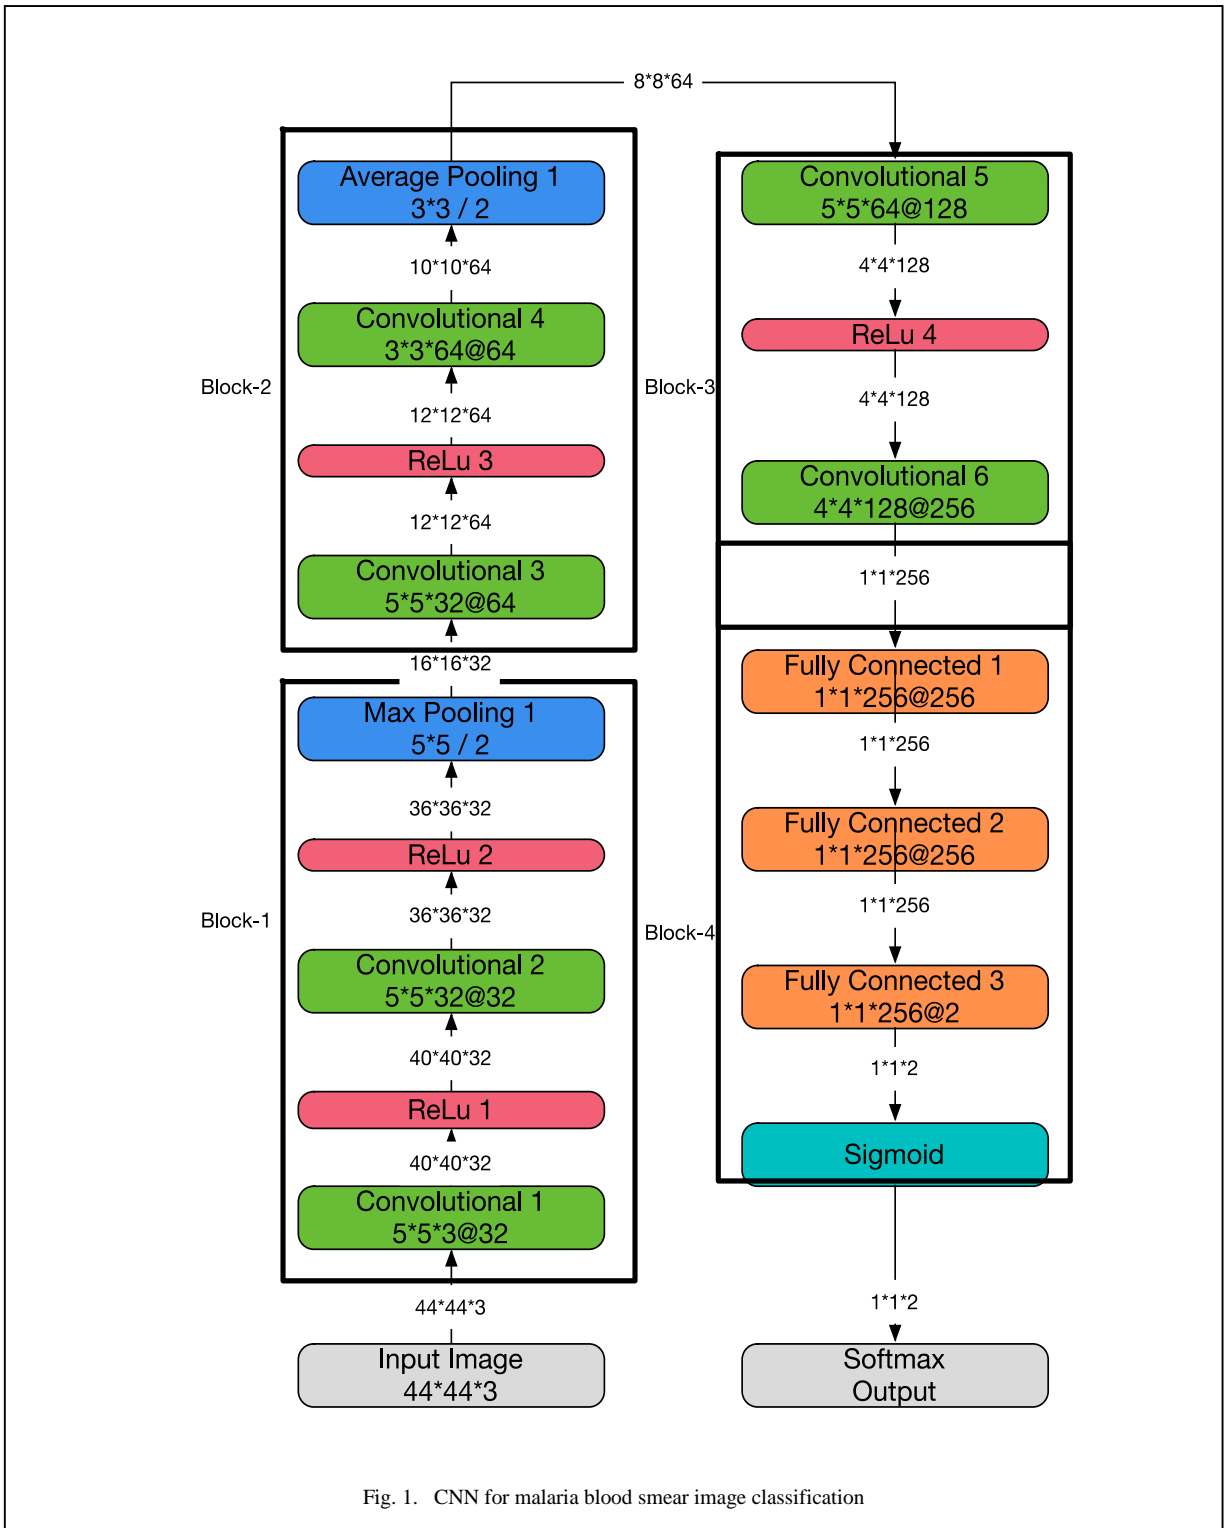 8*8*64
Average Pooling 1
3*3 / 2
10*10*64
Convolutional 4
3*3*64@64
Block-2
12*12*64
ReLu 3
12*12*64
Convolutional 3
5*5*32@64
16*16*32
Max Pooling 1
5*5 / 2
36*36*32
ReLu 2
36*36*32
Block-1
Convolutional 2
5*5*32@32
40*40*32
ReLu 1
40*40*32
Convolutional 1
5*5*3@32
44*44*3
Input Image
44*44*3
Convolutional 5
5*5*64@128
4*4*128
ReLu 4
Block-3
4*4*128
Convolutional 6
4*4*128@256
1*1*256
Fully Connected 1
1*1*256@256
1*1*256
Fully Connected 2
1*1*256@256
1*1*256
Block-4
Fully Connected 3
1*1*256@2
1*1*2
Sigmoid
1*1*2
Softmax
Output
Fig. 1. CNN for malaria blood smear image classification